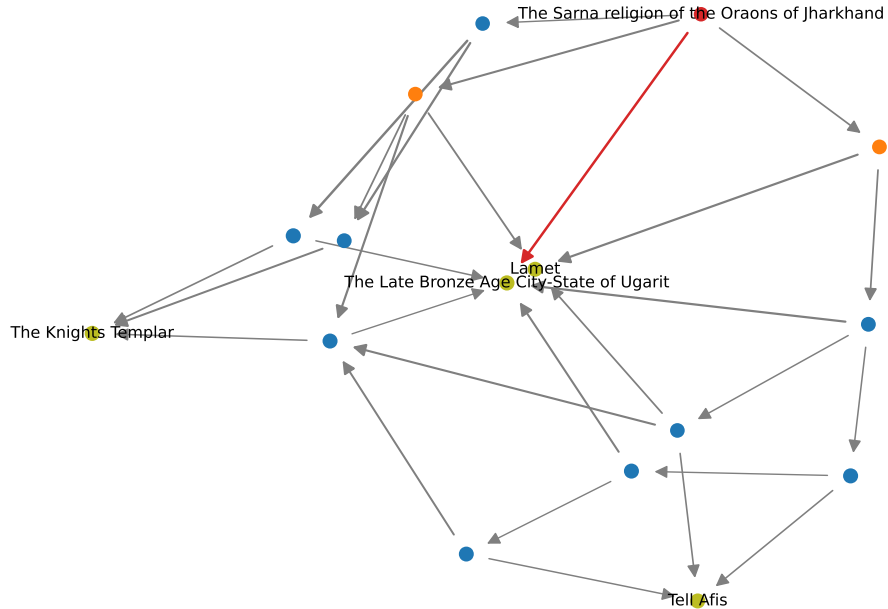 The Sarna religion of the Oraons of Jharkhand
Lamet
The Late Bronze Age City-State of Ugarit
The Knights Templar
Tell Afis